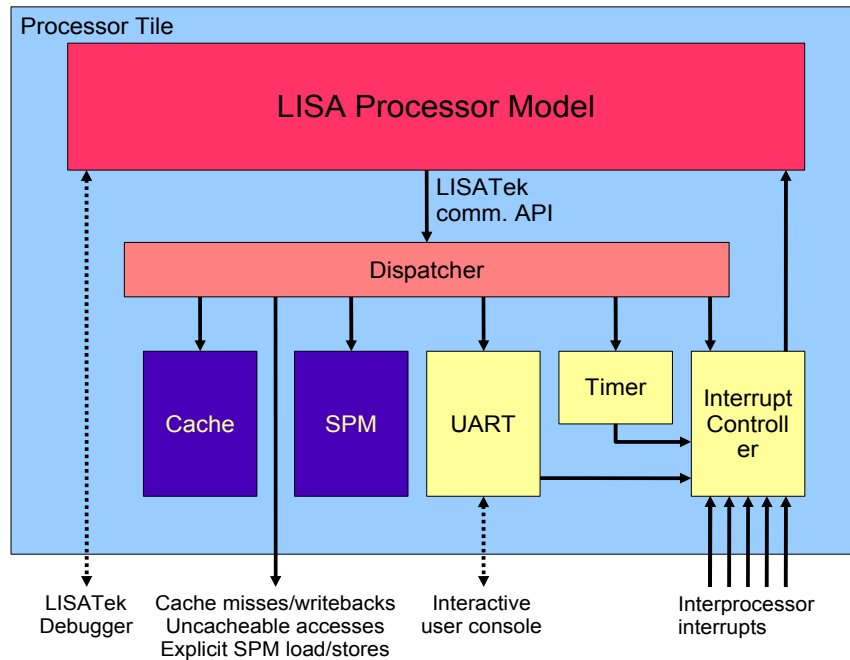 Processor Tile
LISA Processor Model
LISATek
comm. API
Dispatcher
Cache
SPM
UART
Timer
Interrupt
Controll
er
LISATek
Debugger
Cache misses/writebacks
Uncacheable accesses
Explicit SPM load/stores
Interactive
user console
Interprocessor
interrupts